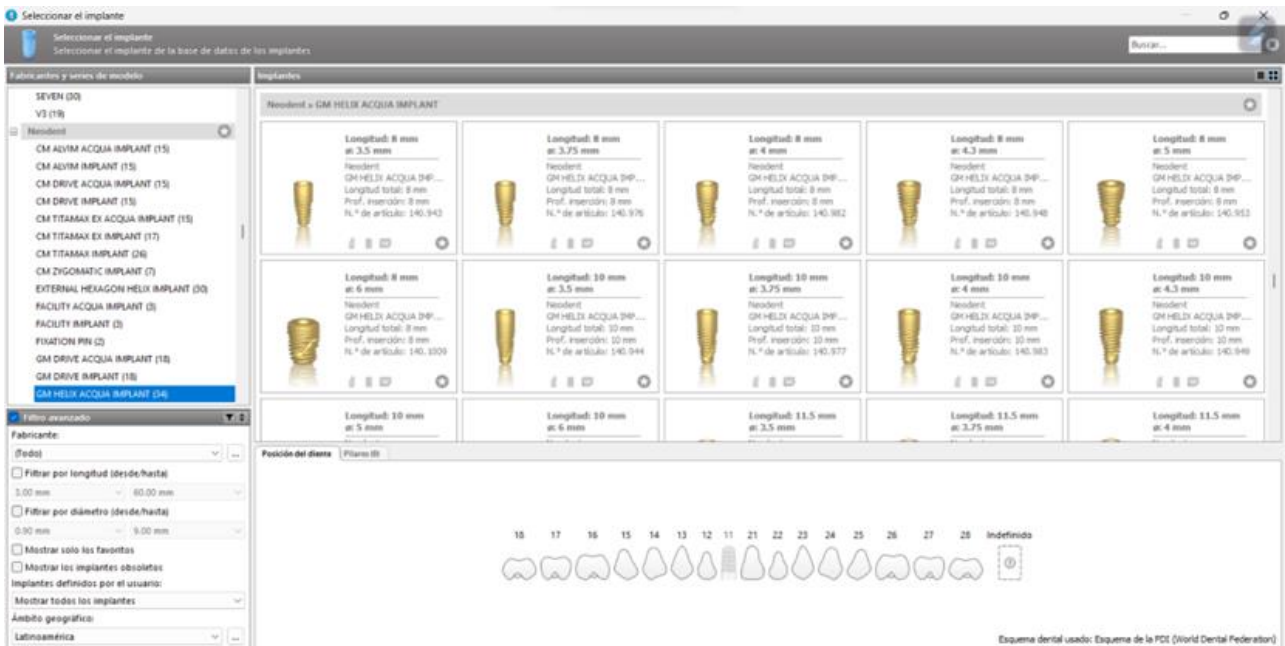 Seleccionar el implante
Seleccionar el implante
Seleccionar el implante de la base de datos de los implantes
Buscar...
Fabricantes y series de modelo
Implantes
SEVEN (30)
V3 (19)
Neodent
CM ALVIM ACQUA IMPLANT (15)
CM ALVIM IMPLANT (15)
CM DRIVE ACQUA IMPLANT (15)
CM DRIVE IMPLANT (15)
CM TITAMAX EX ACQUA IMPLANT (15)
CM TITAMAX EX IMPLANT (17)
CM TITAMAX IMPLANT (26)
CM ZYGOMATIC IMPLANT (7)
EXTERNAL HEXAGON HELIX IMPLANT (30)
FACILITY ACQUA IMPLANT (3)
FACILITY IMPLANT (3)
FIXATION PIN (2)
GM DRIVE ACQUA IMPLANT (18)
GM DRIVE IMPLANT (18)
GM HELIX ACQUA IMPLANT (34)
Neodent » GM HELIX ACQUA IMPLANT
Longitud: 8 mm
ø: 3.5 mm
Neodent
GM HELIX ACQUA IMP....
Longitud total: 8 mm
Prof. inserción: 8 mm
N.º de artículo: 140.943
Longitud: 8 mm
ø: 3.75 mm
Neodent
GM HELIX ACQUA IMP....
Longitud total: 8 mm
Prof. inserción: 8 mm
N.º de artículo: 140.976
Longitud: 8 mm
ø: 4 mm
Neodent
GM HELIX ACQUA IMP....
Longitud total: 8 mm
Prof. inserción: 8 mm
N.º de artículo: 140.982
Longitud: 8 mm
ø: 4.3 mm
Neodent
GM HELIX ACQUA IMP....
Longitud total: 8 mm
Prof. inserción: 8 mm
N.º de artículo: 140.948
Longitud: 8 mm
ø: 5 mm
Neodent
GM HELIX ACQUA IMP....
Longitud total: 8 mm
Prof. inserción: 8 mm
N.º de artículo: 140.953
Longitud: 8 mm
ø: 6 mm
Neodent
GM HELIX ACQUA IMP....
Longitud total: 8 mm
Prof. inserción: 8 mm
N.º de artículo: 140.1009
Longitud: 10 mm
ø: 3.5 mm
Neodent
GM HELIX ACQUA IMP....
Longitud total: 10 mm
Prof. inserción: 10 mm
N.º de artículo: 140.944
Longitud: 10 mm
ø: 3.75 mm
Neodent
GM HELIX ACQUA IMP....
Longitud total: 10 mm
Prof. inserción: 10 mm
N.º de artículo: 140.977
Longitud: 10 mm
ø: 4 mm
Neodent
GM HELIX ACQUA IMP....
Longitud total: 10 mm
Prof. inserción: 10 mm
N.º de artículo: 140.983
Longitud: 10 mm
ø: 4.3 mm
Neodent
GM HELIX ACQUA IMP....
Longitud total: 10 mm
Prof. inserción: 10 mm
N.º de artículo: 140.949
Longitud: 10 mm
ø: 5 mm
Longitud: 10 mm
ø: 6 mm
Longitud: 11.5 mm
ø: 3.5 mm
Longitud: 11.5 mm
ø: 3.75 mm
Longitud: 11.5 mm
ø: 4 mm
Filtro avanzado
Fabricante:
(Todo)
...
Filtrar por longitud (desde/hasta)
3.00 mm 60.00 mm
Filtrar por diámetro (desde/hasta)
0.90 mm 9.00 mm
Mostrar solo los favoritos
Mostrar los implantes obsoletos
Implantes definidos por el usuario:
Mostrar todos los implantes
Ámbito geográfico:
Latinoamérica
...
Posición del diente Pilares (0)
18 17 16 15 14 13 12 11 21 22 23 24 25 26 27 28 Indefinido
Esquema dental usado: Esquema de la FDI (World Dental Federation)